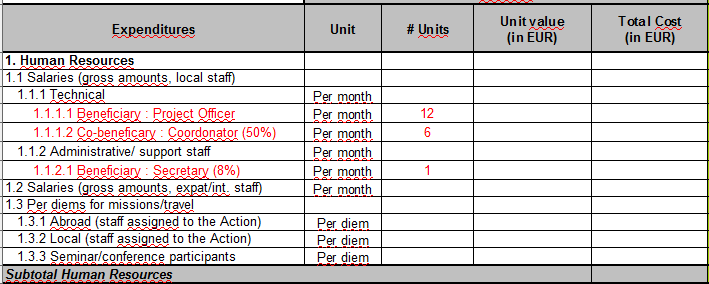 Expenditures Unit # Units Unit value (in EUR) Total Cost (in EUR)
1. Human Resources
1.1 Salaries (gross amounts, local staff)
1.1.1 Technical Per month
1.1.1.1 Beneficiary : Project Officer Per month 12
1.1.1.2 Co-beneficary : Coordonator (50%) Per month 6
1.1.2 Administrative/ support staff Per month
1.1.2.1 Beneficiary : Secretary (8%) Per month 1
1.2 Salaries (gross amounts, expat/int. staff) Per month
1.3 Per diems for missions/travel
1.3.1 Abroad (staff assigned to the Action) Per diem
1.3.2 Local (staff assigned to the Action) Per diem
1.3.3 Seminar/conference participants Per diem
Subtotal Human Resources